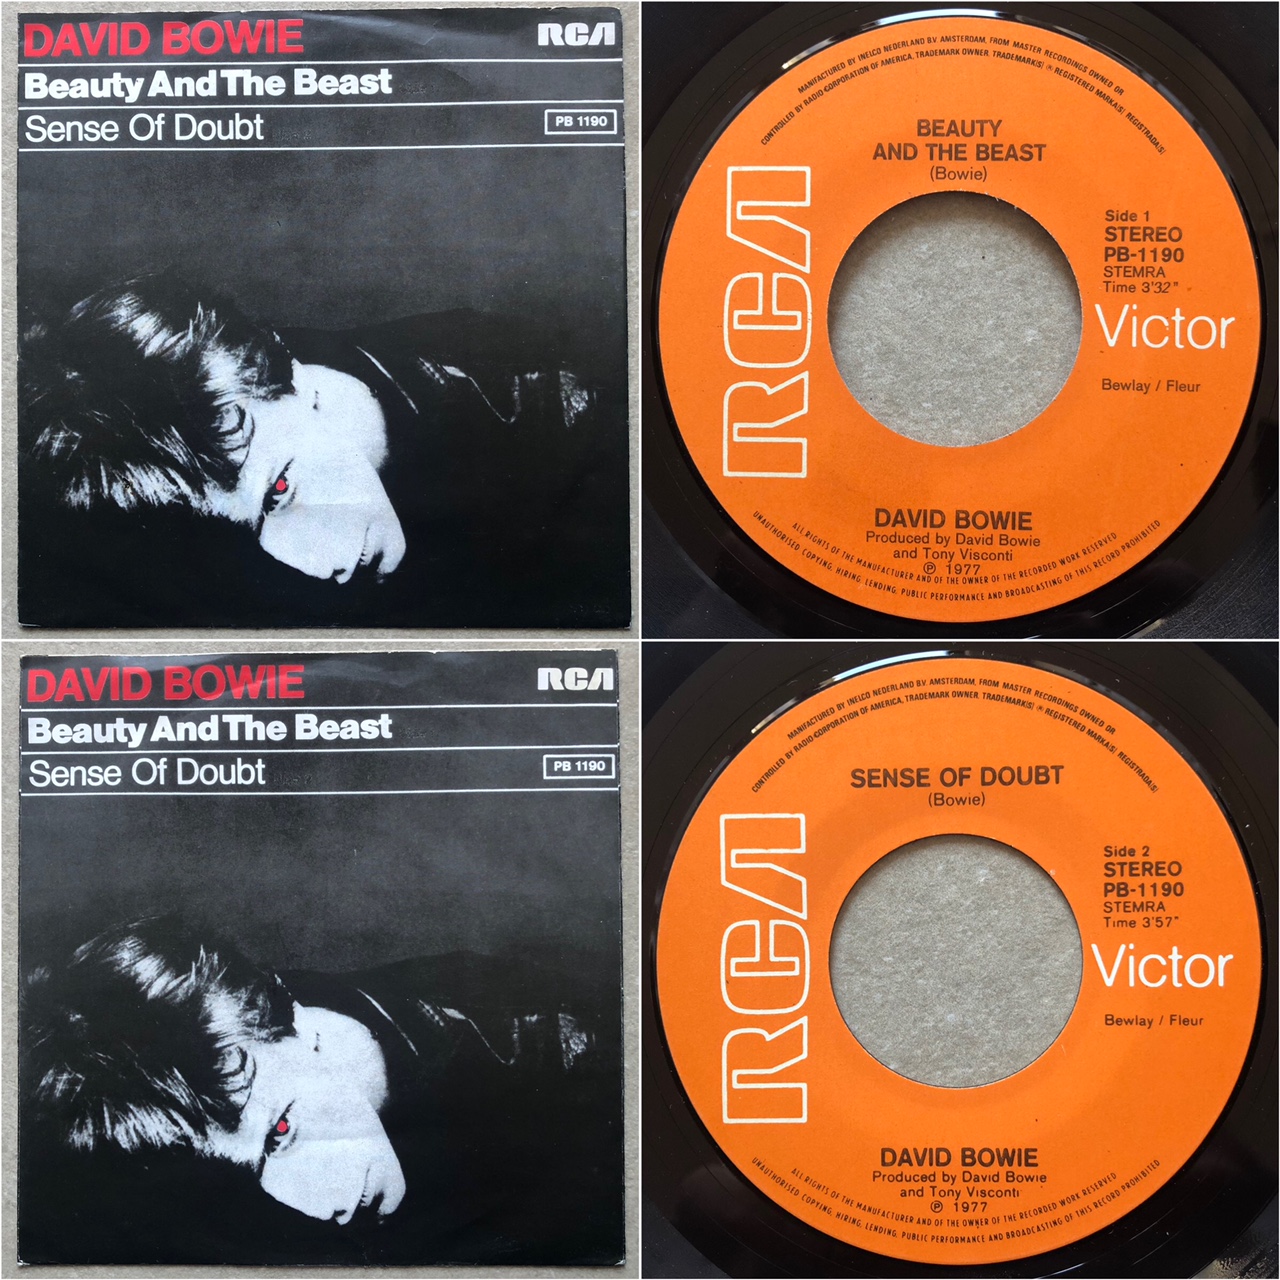 DAVID BOWIE
RCA
Beauty And The Beast
Sense Of Doubt
PB 1190
MANUFACTURED BY INELCO NEDERLAND B.V. AMSTERDAM, FROM MASTER RECORDINGS OWNED OR
CONTROLLED BY RADIO CORPORATION OF AMERICA, TRADEMARK OWNER. TRADEMARK(S) ® REGISTERED MARKA(S) REGISTRADA(S)
BEAUTY
AND THE BEAST
(Bowie)
RCA
Side 1
STEREO
PB-1190
STEMRA
Time 3'32"
Victor
Bewlay / Fleur
DAVID BOWIE
Produced by David Bowie
and Tony Visconti
℗ 1977
ALL RIGHTS OF THE MANUFACTURER AND OF THE OWNER OF THE RECORDED WORK RESERVED
UNAUTHORISED COPYING, HIRING, LENDING, PUBLIC PERFORMANCE AND BROADCASTING OF THIS RECORD PROHIBITED
DAVID BOWIE
RCA
Beauty And The Beast
Sense Of Doubt
PB 1190
MANUFACTURED BY INELCO NEDERLAND B.V. AMSTERDAM, FROM MASTER RECORDINGS OWNED OR
CONTROLLED BY RADIO CORPORATION OF AMERICA, TRADEMARK OWNER. TRADEMARK(S) ® REGISTERED MARKA(S) REGISTRADA(S)
SENSE OF DOUBT
(Bowie)
RCA
Side 2
STEREO
PB-1190
STEMRA
Time 3'57"
Victor
Bewlay / Fleur
DAVID BOWIE
Produced by David Bowie
and Tony Visconti
℗ 1977
ALL RIGHTS OF THE MANUFACTURER AND OF THE OWNER OF THE RECORDED WORK RESERVED
UNAUTHORISED COPYING, HIRING, LENDING, PUBLIC PERFORMANCE AND BROADCASTING OF THIS RECORD PROHIBITED